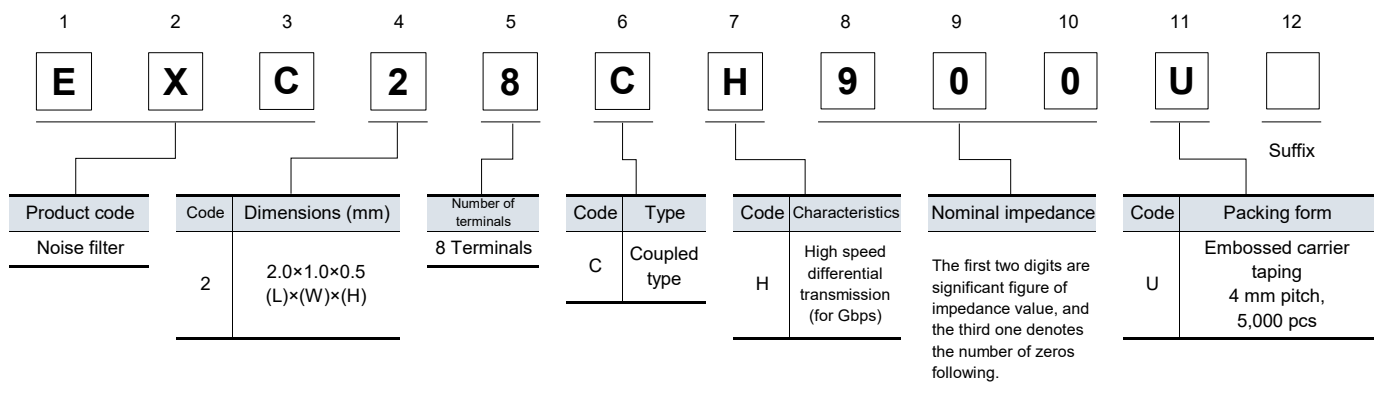 1 2 3 4 5 6 7 8 9 10 11 12
E X C 2 8 C H 9 0 0 U
Suffix
Product code
Noise filter
Code Dimensions (mm)
2 2.0×1.0×0.5
(L)×(W)×(H)
Number of
terminals
8 Terminals
Code Type
C Coupled
type
Code Characteristics
H High speed
differential
transmission
(for Gbps)
Nominal impedance
The first two digits are
significant figure of
impedance value, and
the third one denotes
the number of zeros
following.
Code Packing form
U Embossed carrier
taping
4 mm pitch,
5,000 pcs